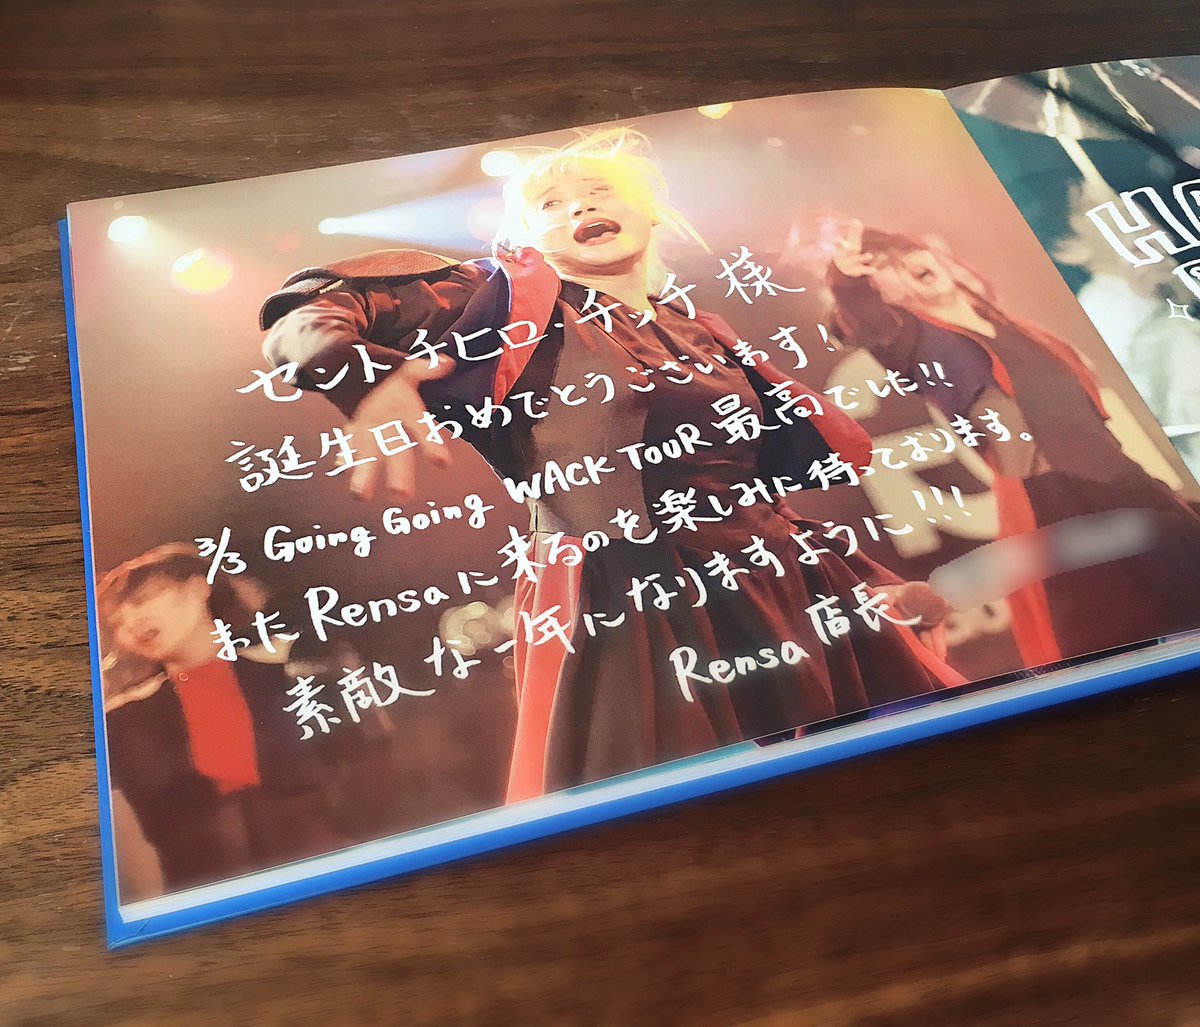 セントチヒロ・チッチ 様
誕生日おめでとうございます!
3/3 Going Going WACK TOUR 最高でした!!
またRensaに来るのを楽しみに待っております。
素敵な一年になりますように!!!
Rensa 店長